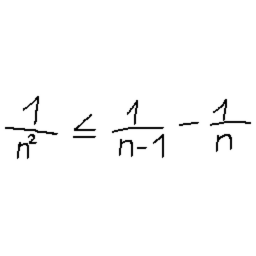 1/n² ≤ 1/(n-1) - 1/n